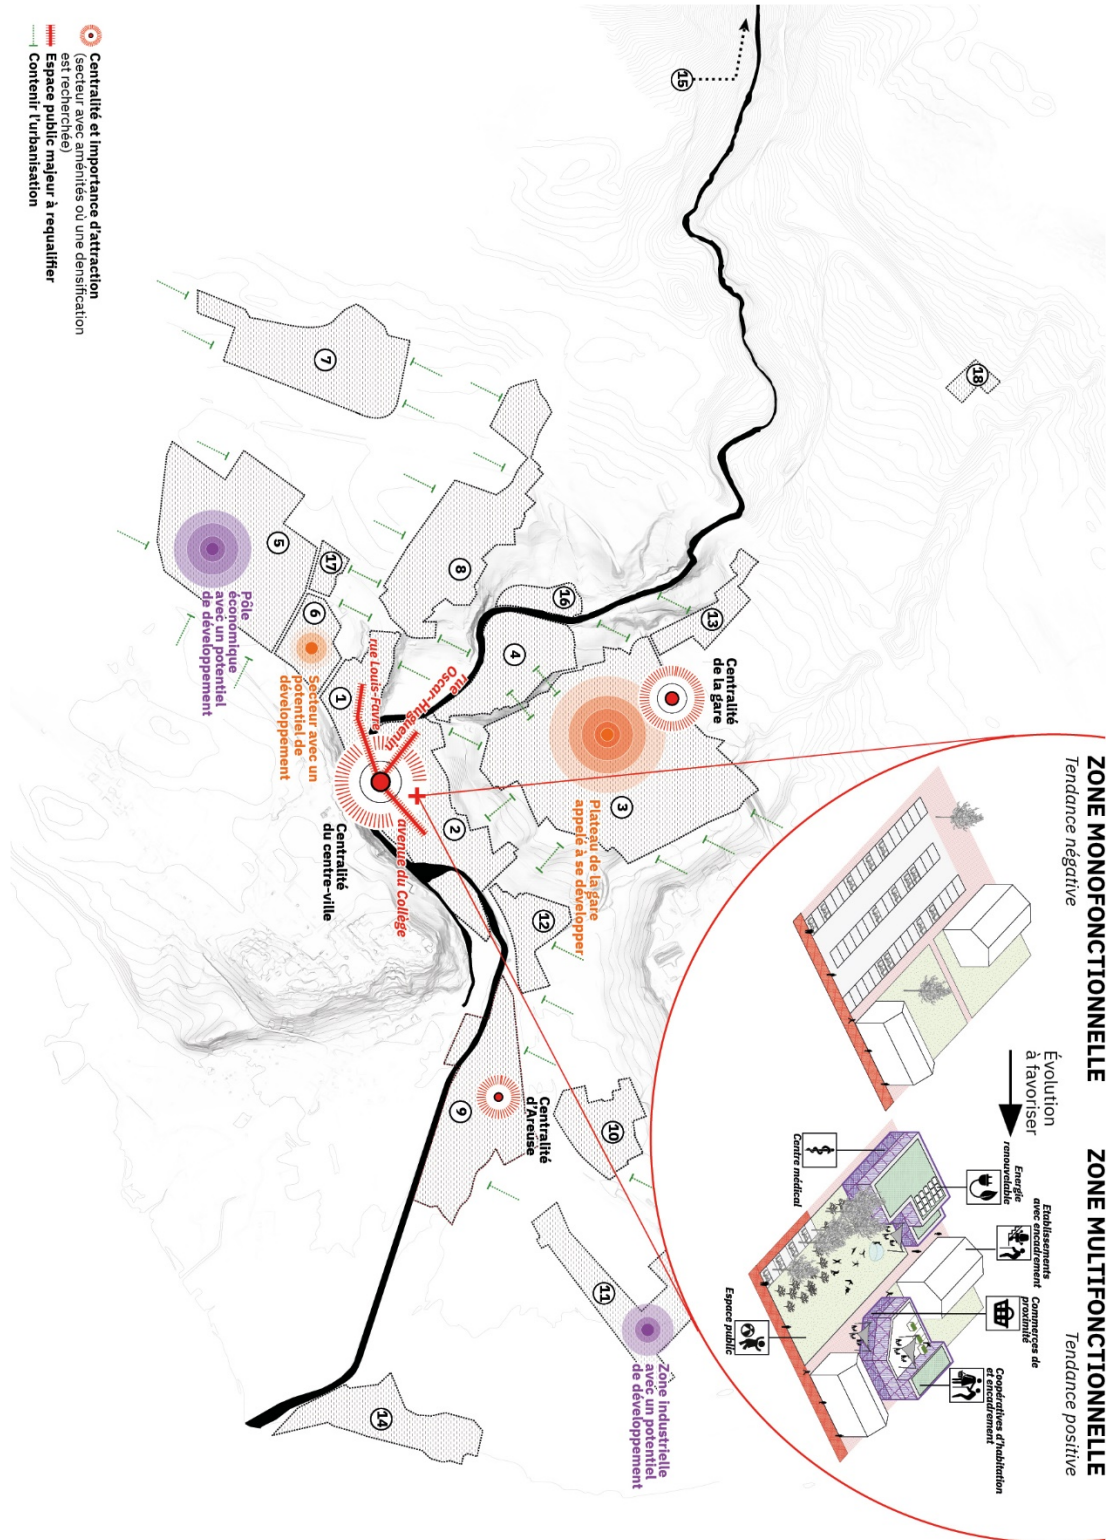 ZONE MONOFONCTIONNELLE
Tendance négative
Évolution
à favoriser
ZONE MULTIFONCTIONNELLE
Tendance positive
Centre médical
Energie
renouvelable
Etablissements
avec encadrement
Commerces de
proximité
Coopératives d'habitation
et encadrement
Espace public
15
18
13
Centralité
de la gare
16
4
3
Plateau de la gare
appelé à se développer
7
8
5
17
6
1
2
12
rue Louis-Favre
rue
Oscar-Huguenin
avenue du Collège
Pôle
économique
avec un potentiel
de développement
Secteur avec un
potentiel de
développement
Centralité
du centre-ville
9
Centralité
d'Areuse
10
11
Zone industrielle
avec un potentiel
de développement
14
Centralité et importance d'attraction
(secteur avec aménités où une densification
est recherchée)
Espace public majeur à requalifier
Contenir l'urbanisation